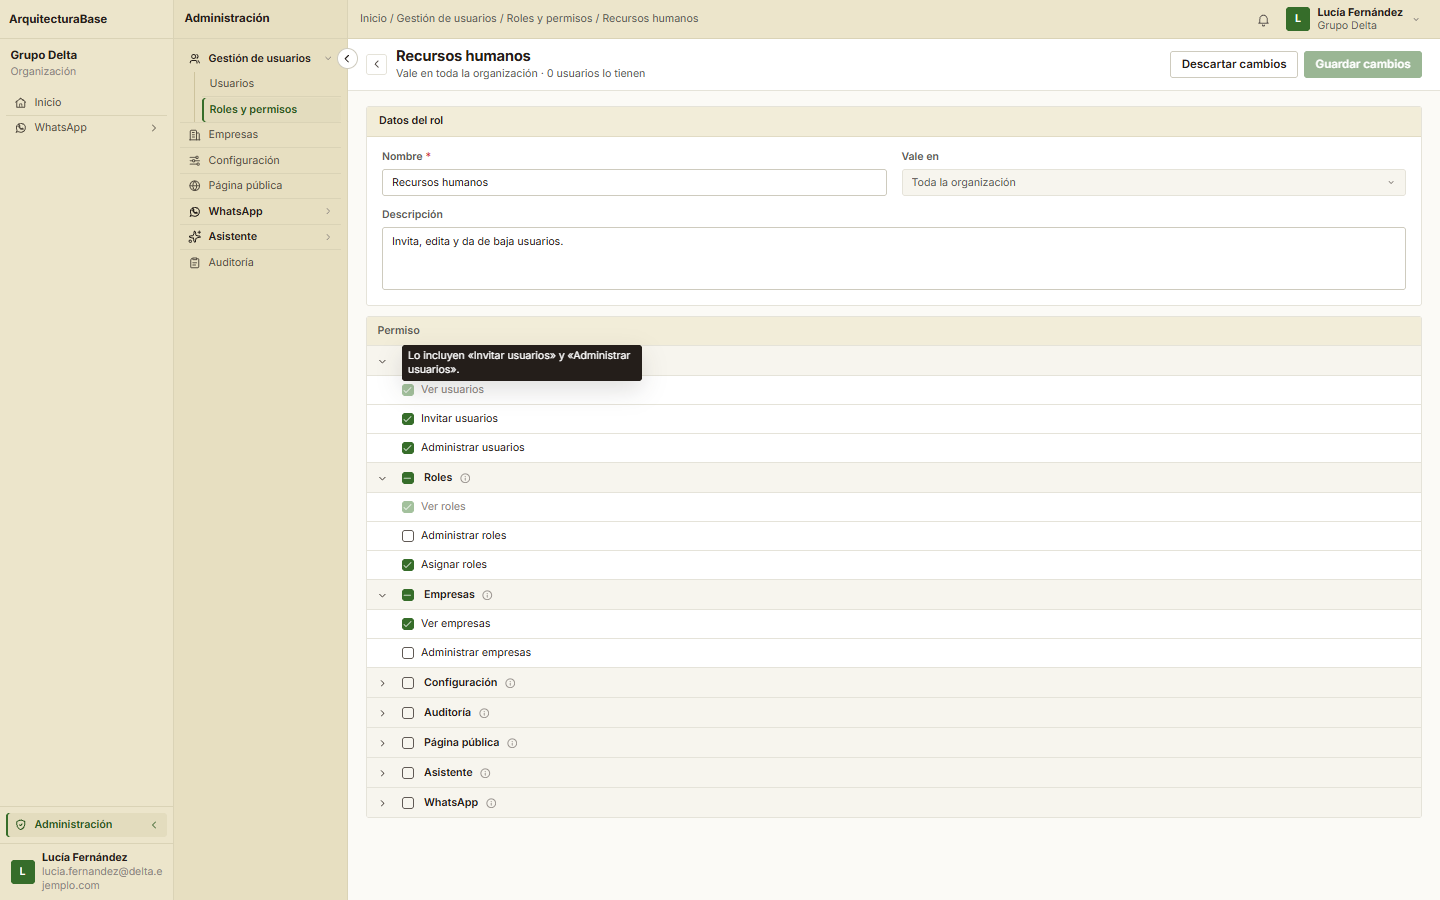 ArquitecturaBase
Grupo Delta
Organización
Inicio
WhatsApp
Administración
Lucía Fernández
lucia.fernandez@delta.e
jemplo.com
Administración
Gestión de usuarios
Usuarios
Roles y permisos
Empresas
Configuración
Página pública
WhatsApp
Asistente
Auditoría
Inicio / Gestión de usuarios / Roles y permisos / Recursos humanos
L
Lucía Fernández
Grupo Delta
Recursos humanos
Vale en toda la organización · 0 usuarios lo tienen
Descartar cambios
Guardar cambios
Datos del rol
Nombre *
Recursos humanos
Vale en
Toda la organización
Descripción
Invita, edita y da de baja usuarios.
Permiso
Lo incluyen «Invitar usuarios» y «Administrar
usuarios».
Ver usuarios
Invitar usuarios
Administrar usuarios
Roles
Ver roles
Administrar roles
Asignar roles
Empresas
Ver empresas
Administrar empresas
Configuración
Auditoría
Página pública
Asistente
WhatsApp
L